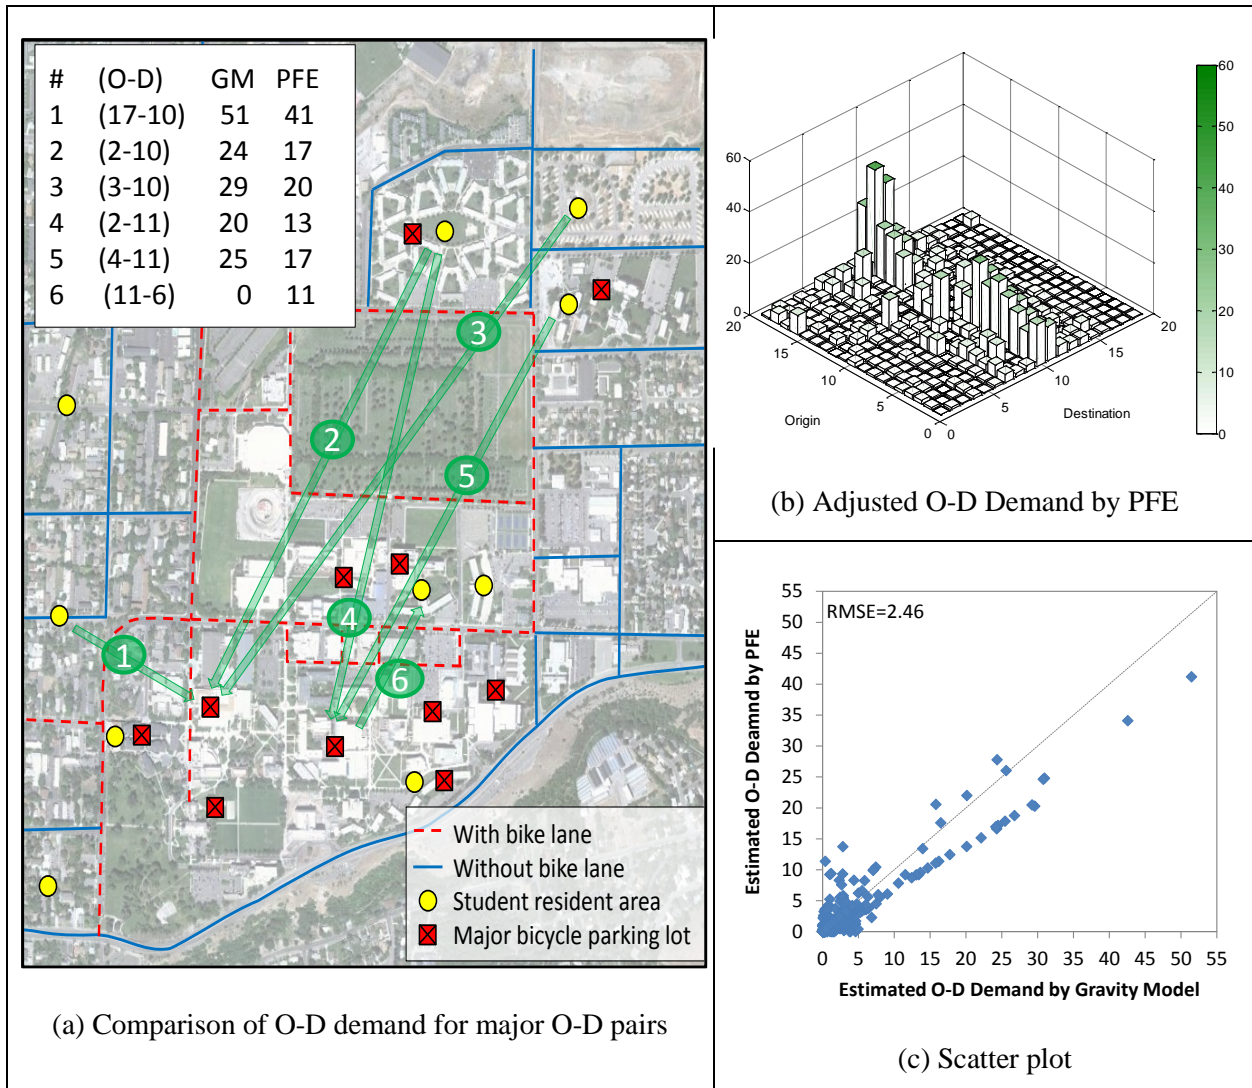 # (O-D) GM PFE
1 (17-10) 51 41
2 (2-10) 24 17
3 (3-10) 29 20
4 (2-11) 20 13
5 (4-11) 25 17
6 (11-6) 0 11
3
2
5
4
1
6
With bike lane
Without bike lane
Student resident area
Major bicycle parking lot
(a) Comparison of O-D demand for major O-D pairs
60
40
20
0
20
15
10
5
0
Origin
0
5
10
15
20
Destination
60
50
40
30
20
10
0
(b) Adjusted O-D Demand by PFE
RMSE=2.46
Estimated O-D Deamnd by PFE
55
50
45
40
35
30
25
20
15
10
5
0
0 5 10 15 20 25 30 35 40 45 50 55
Estimated O-D Demand by Gravity Model
(c) Scatter plot